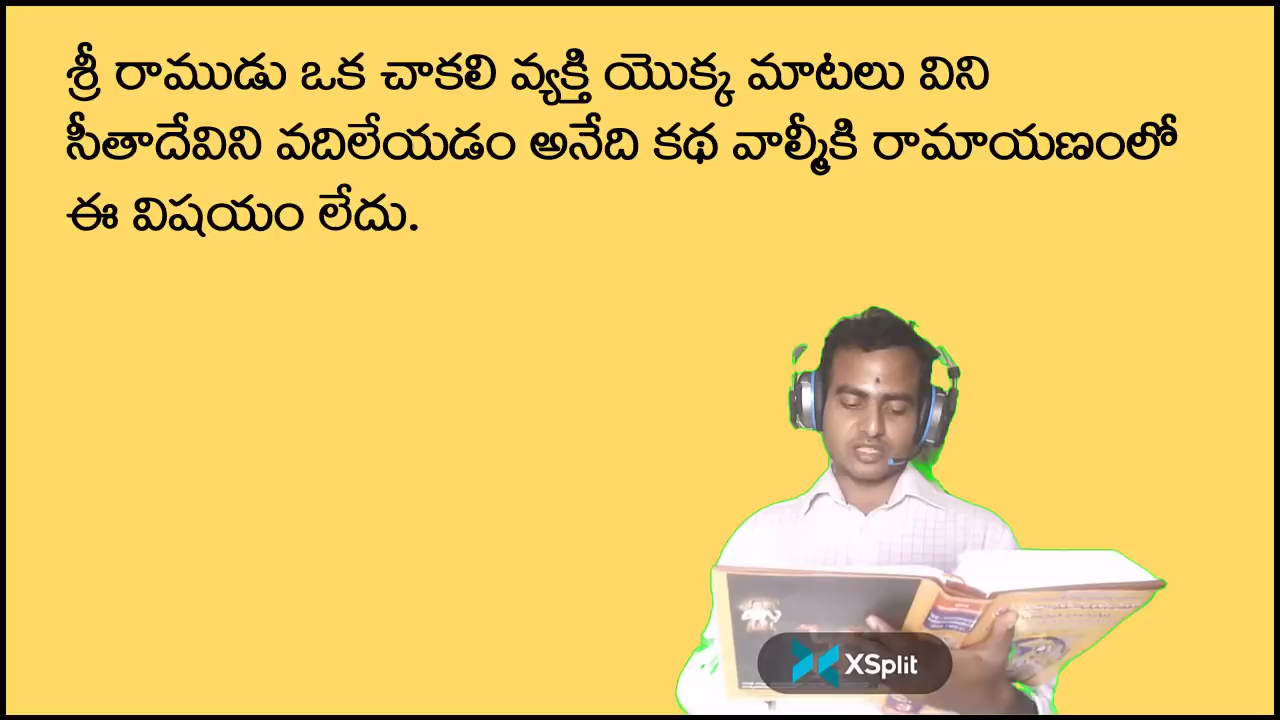 శ్రీ రాముడు ఒక చాకలి వ్యక్తి యొక్క మాటలు విని
సీతాదేవిని వదిలేయడం అనేది కథ వాల్మీకి రామాయణంలో
ఈ విషయం లేదు.
XSplit